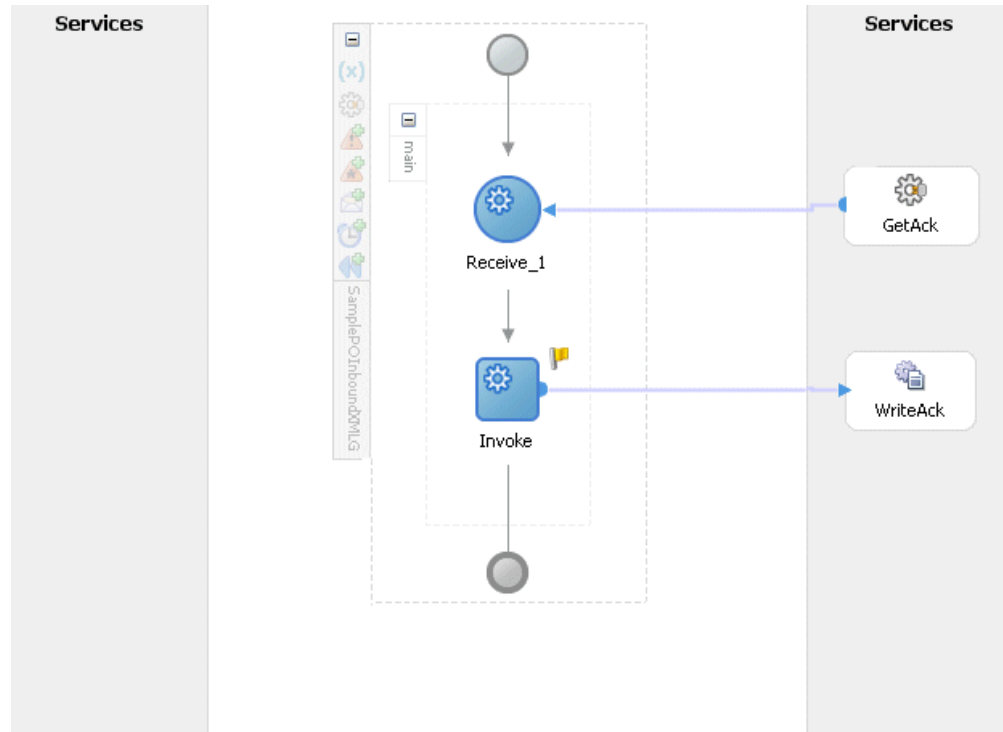 Services
Services
(x)
main
GetAck
Receive_1
WriteAck
Invoke
SamplePOInboundXMLG